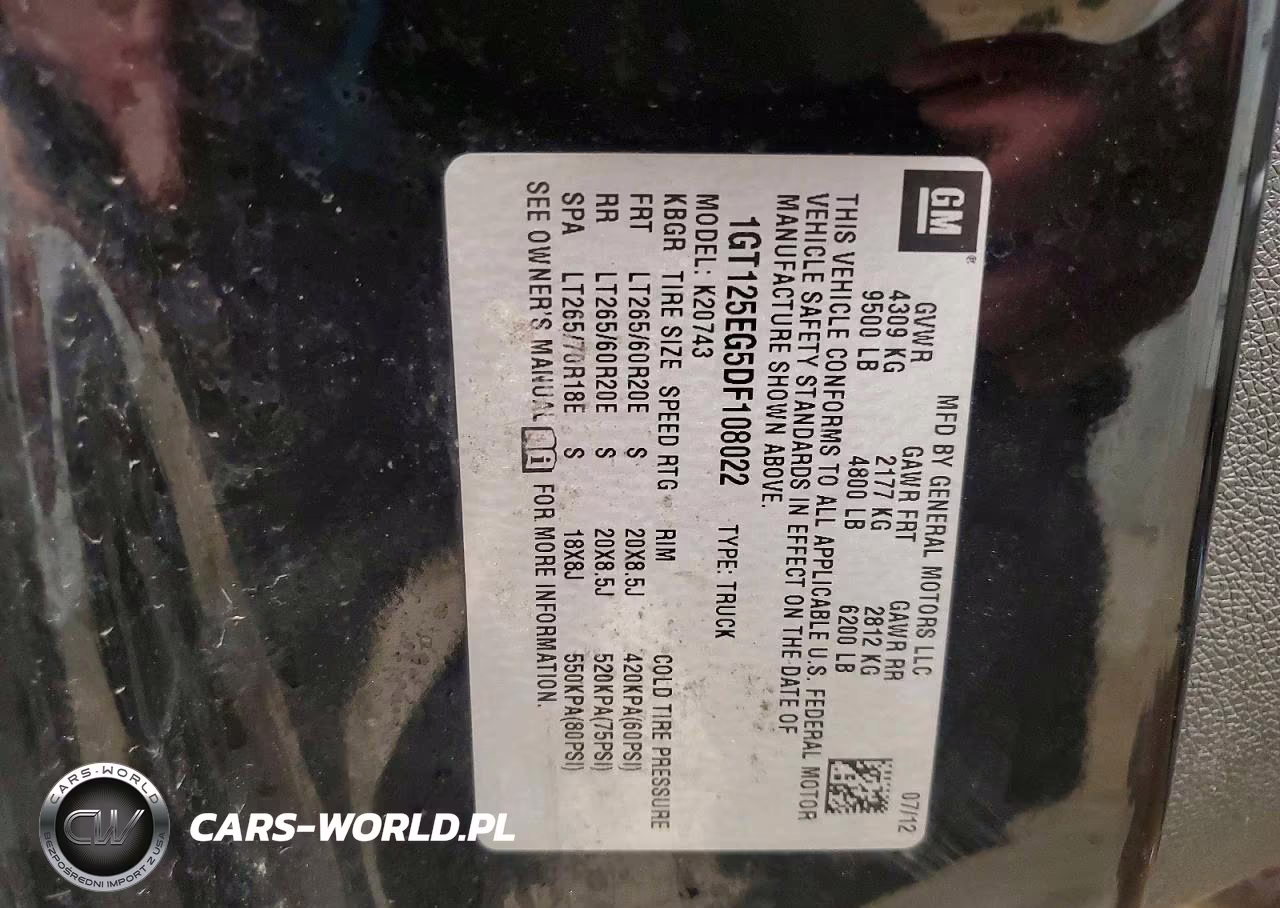 GM®
MFD BY GENERAL MOTORS LLC 07/12
GVWR GAWR FRT GAWR RR
4309 KG 2177 KG 2812 KG
9500 LB 4800 LB 6200 LB
THIS VEHICLE CONFORMS TO ALL APPLICABLE U.S. FEDERAL MOTOR
VEHICLE SAFETY STANDARDS IN EFFECT ON THE DATE OF
MANUFACTURE SHOWN ABOVE.
1GT125EG5DF108022 TYPE: TRUCK
MODEL: K20743
KBGR TIRE SIZE SPEED RTG RIM COLD TIRE PRESSURE
FRT LT265/60R20E S 20X8.5J 420KPA(60PSI)
RR LT265/60R20E S 20X8.5J 520KPA(75PSI)
SPA LT265/70R18E S 18X8J 550KPA(80PSI)
SEE OWNER'S MANUAL FOR MORE INFORMATION.
CARS-WORLD
CW
BEZPOŚREDNI IMPORT Z USA
CARS-WORLD.PL